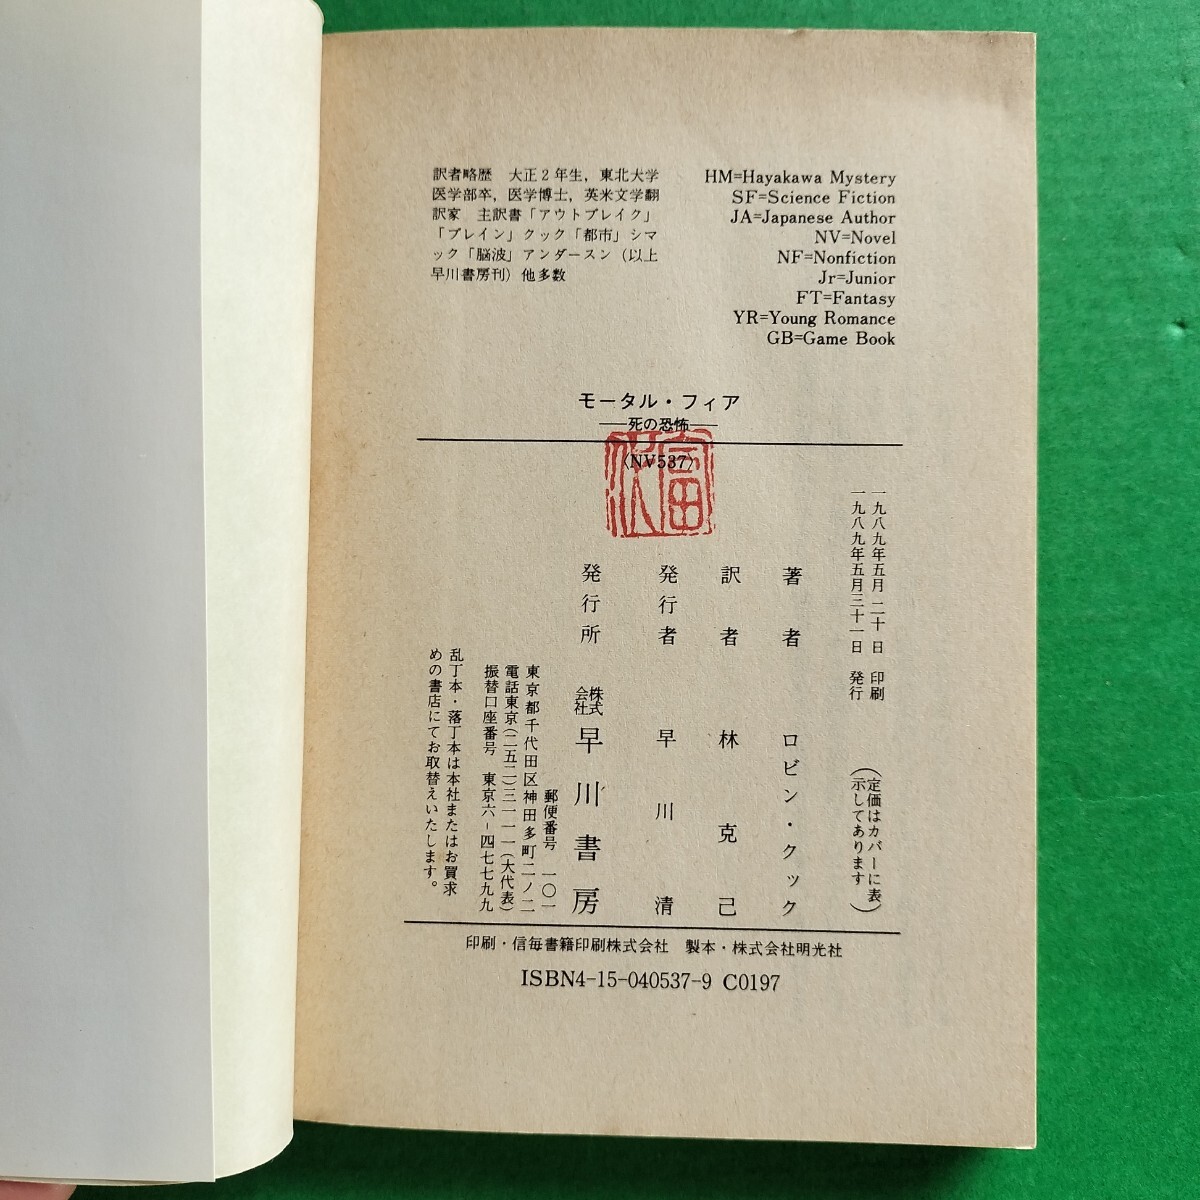 訳者略歴　大正2年生，東北大学
医学部卒，医学博士，英米文学翻
訳家　主訳書「アウトブレイク」
「ブレイン」クック「都市」シマ
ック「脳波」アンダースン（以上
早川書房刊）他多数
HM=Hayakawa Mystery
SF=Science Fiction
JA=Japanese Author
NV=Novel
NF=Nonfiction
Jr=Junior
FT=Fantasy
YR=Young Romance
GB=Game Book
モータル・フィア
―死の恐怖―
〈NV537〉
一九八九年五月二十日　印刷
一九八九年五月三十一日　発行
（定価はカバーに表
示してあります）
著者　ロビン・クック
訳者　林克己
発行者　早川清
発行所　株式会社早川書房
郵便番号　一〇一
東京都千代田区神田多町二ノ二
電話東京（二五二）三一一一（大代表）
振替口座番号　東京六－四七七九九
乱丁本・落丁本は本社またはお買求
めの書店にてお取替えいたします。
印刷・信毎書籍印刷株式会社　製本・株式会社明光社
ISBN4-15-040537-9 C0197